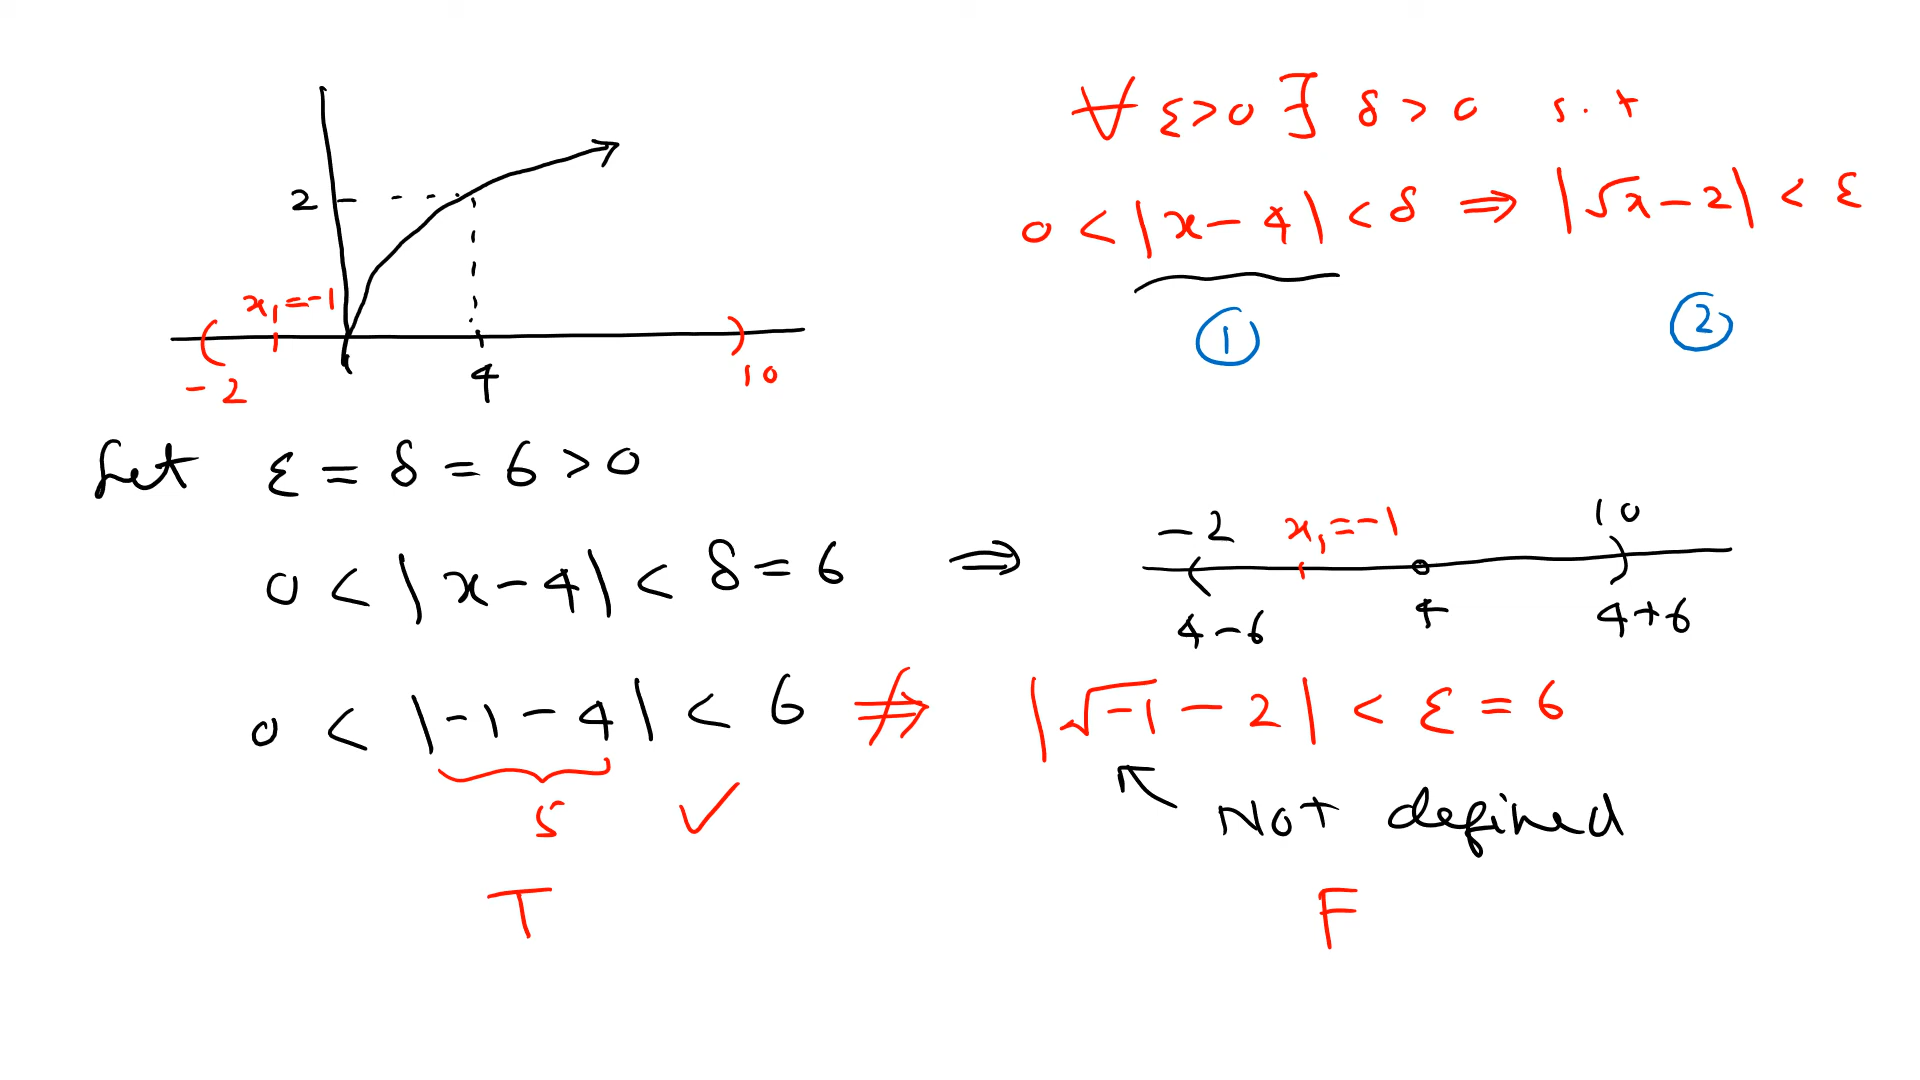 ∀ ε>0 ∃ δ>0 s.t
0 < |x-4| < δ ⇒ |√x-2| < ε
① ②
2
x₁=-1
-2 4 10
Let ε = δ = 6 > 0
0 < |x-4| < δ = 6 ⇒
-2 x₁=-1 10
4-6 4 4+6
0 < |-1-4| < 6 ⇏ |√-1 - 2| < ε = 6
5 ✓
Not defined
T F